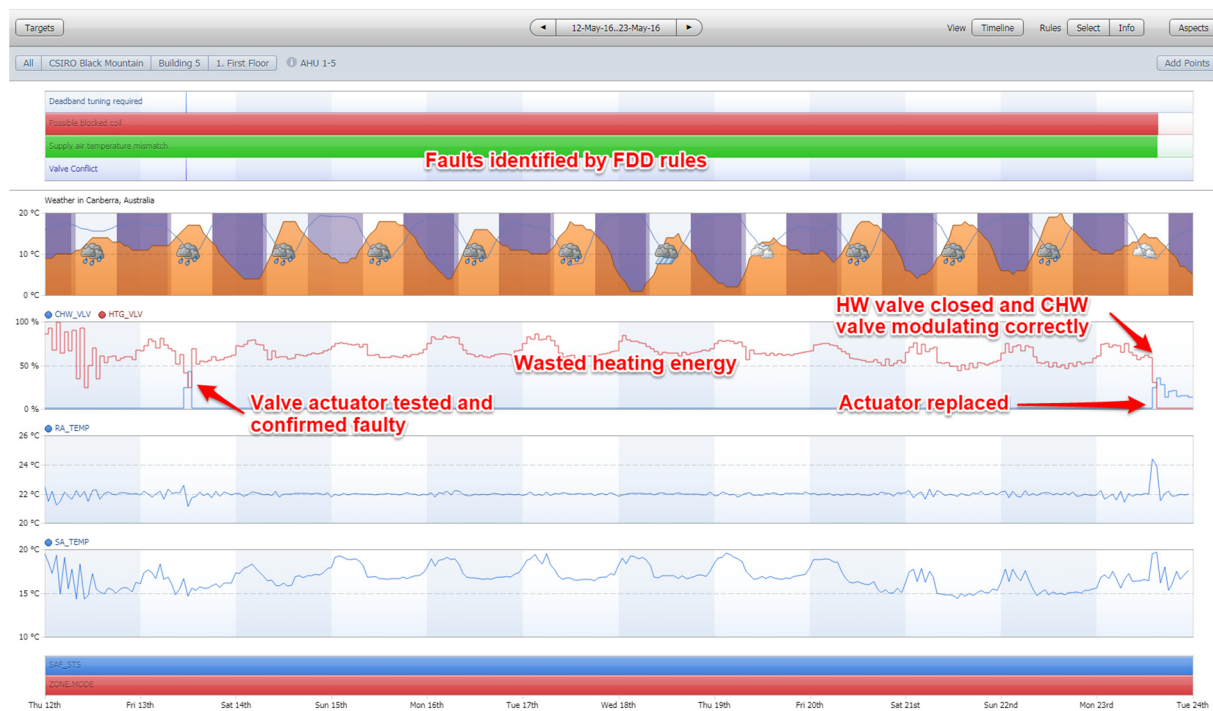 Targets
◄ 12-May-16..23-May-16 ►
View Timeline Rules Select Info Aspects
All CSIRO Black Mountain Building 5 1. First Floor AHU 1-5
Add Points
Deadband tuning required
Possible blocked coil
Supply air temperature mismatch
Faults identified by FDD rules
Valve Conflict
Weather in Canberra, Australia
20 °C
10 °C
0 °C
CHW_VLV HTG_VLV
100 %
50 %
0 %
HW valve closed and CHW
valve modulating correctly
Wasted heating energy
Valve actuator tested and
confirmed faulty
Actuator replaced
RA_TEMP
26 °C
24 °C
22 °C
20 °C
SA_TEMP
20 °C
15 °C
10 °C
SAF_STS
ZONE.MODE
Thu 12th Fri 13th Sat 14th Sun 15th Mon 16th Tue 17th Wed 18th Thu 19th Fri 20th Sat 21st Sun 22nd Mon 23rd Tue 24th